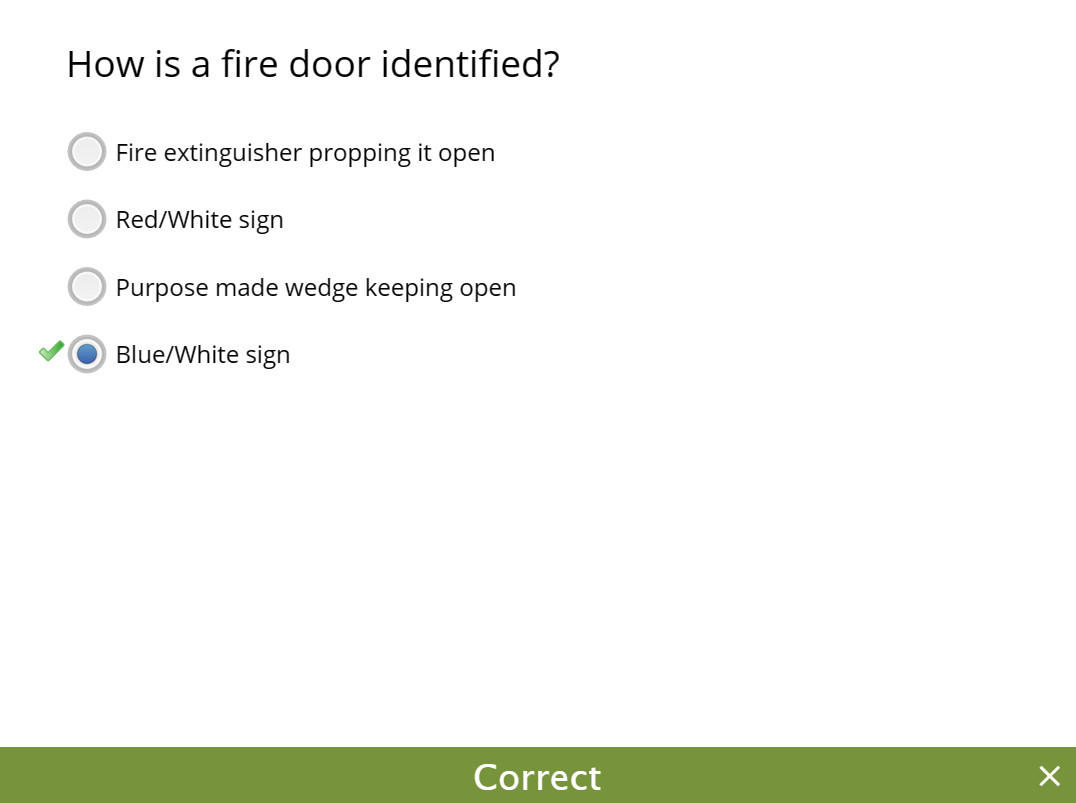 How is a fire door identified?
Fire extinguisher propping it open
Red/White sign
Purpose made wedge keeping open
Blue/White sign
Correct